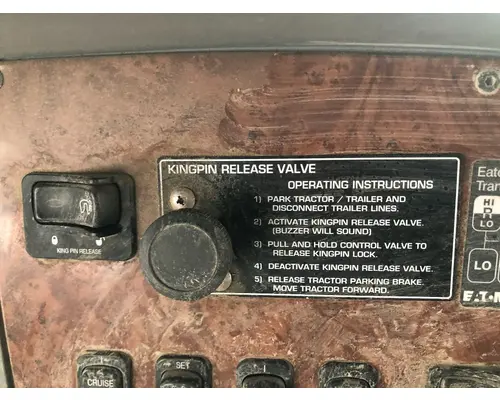 KINGPIN RELEASE VALVE
OPERATING INSTRUCTIONS
1) PARK TRACTOR / TRAILER AND
DISCONNECT TRAILER LINES.
2) ACTIVATE KINGPIN RELEASE VALVE.
(BUZZER WILL SOUND)
3) PULL AND HOLD CONTROL VALVE TO
RELEASE KINGPIN LOCK.
4) DEACTIVATE KINGPIN RELEASE VALVE.
5) RELEASE TRACTOR PARKING BRAKE.
MOVE TRACTOR FORWARD.
KING PIN RELEASE
Eato
Tran
HI
LO
LO
EATON
CRUISE
SET